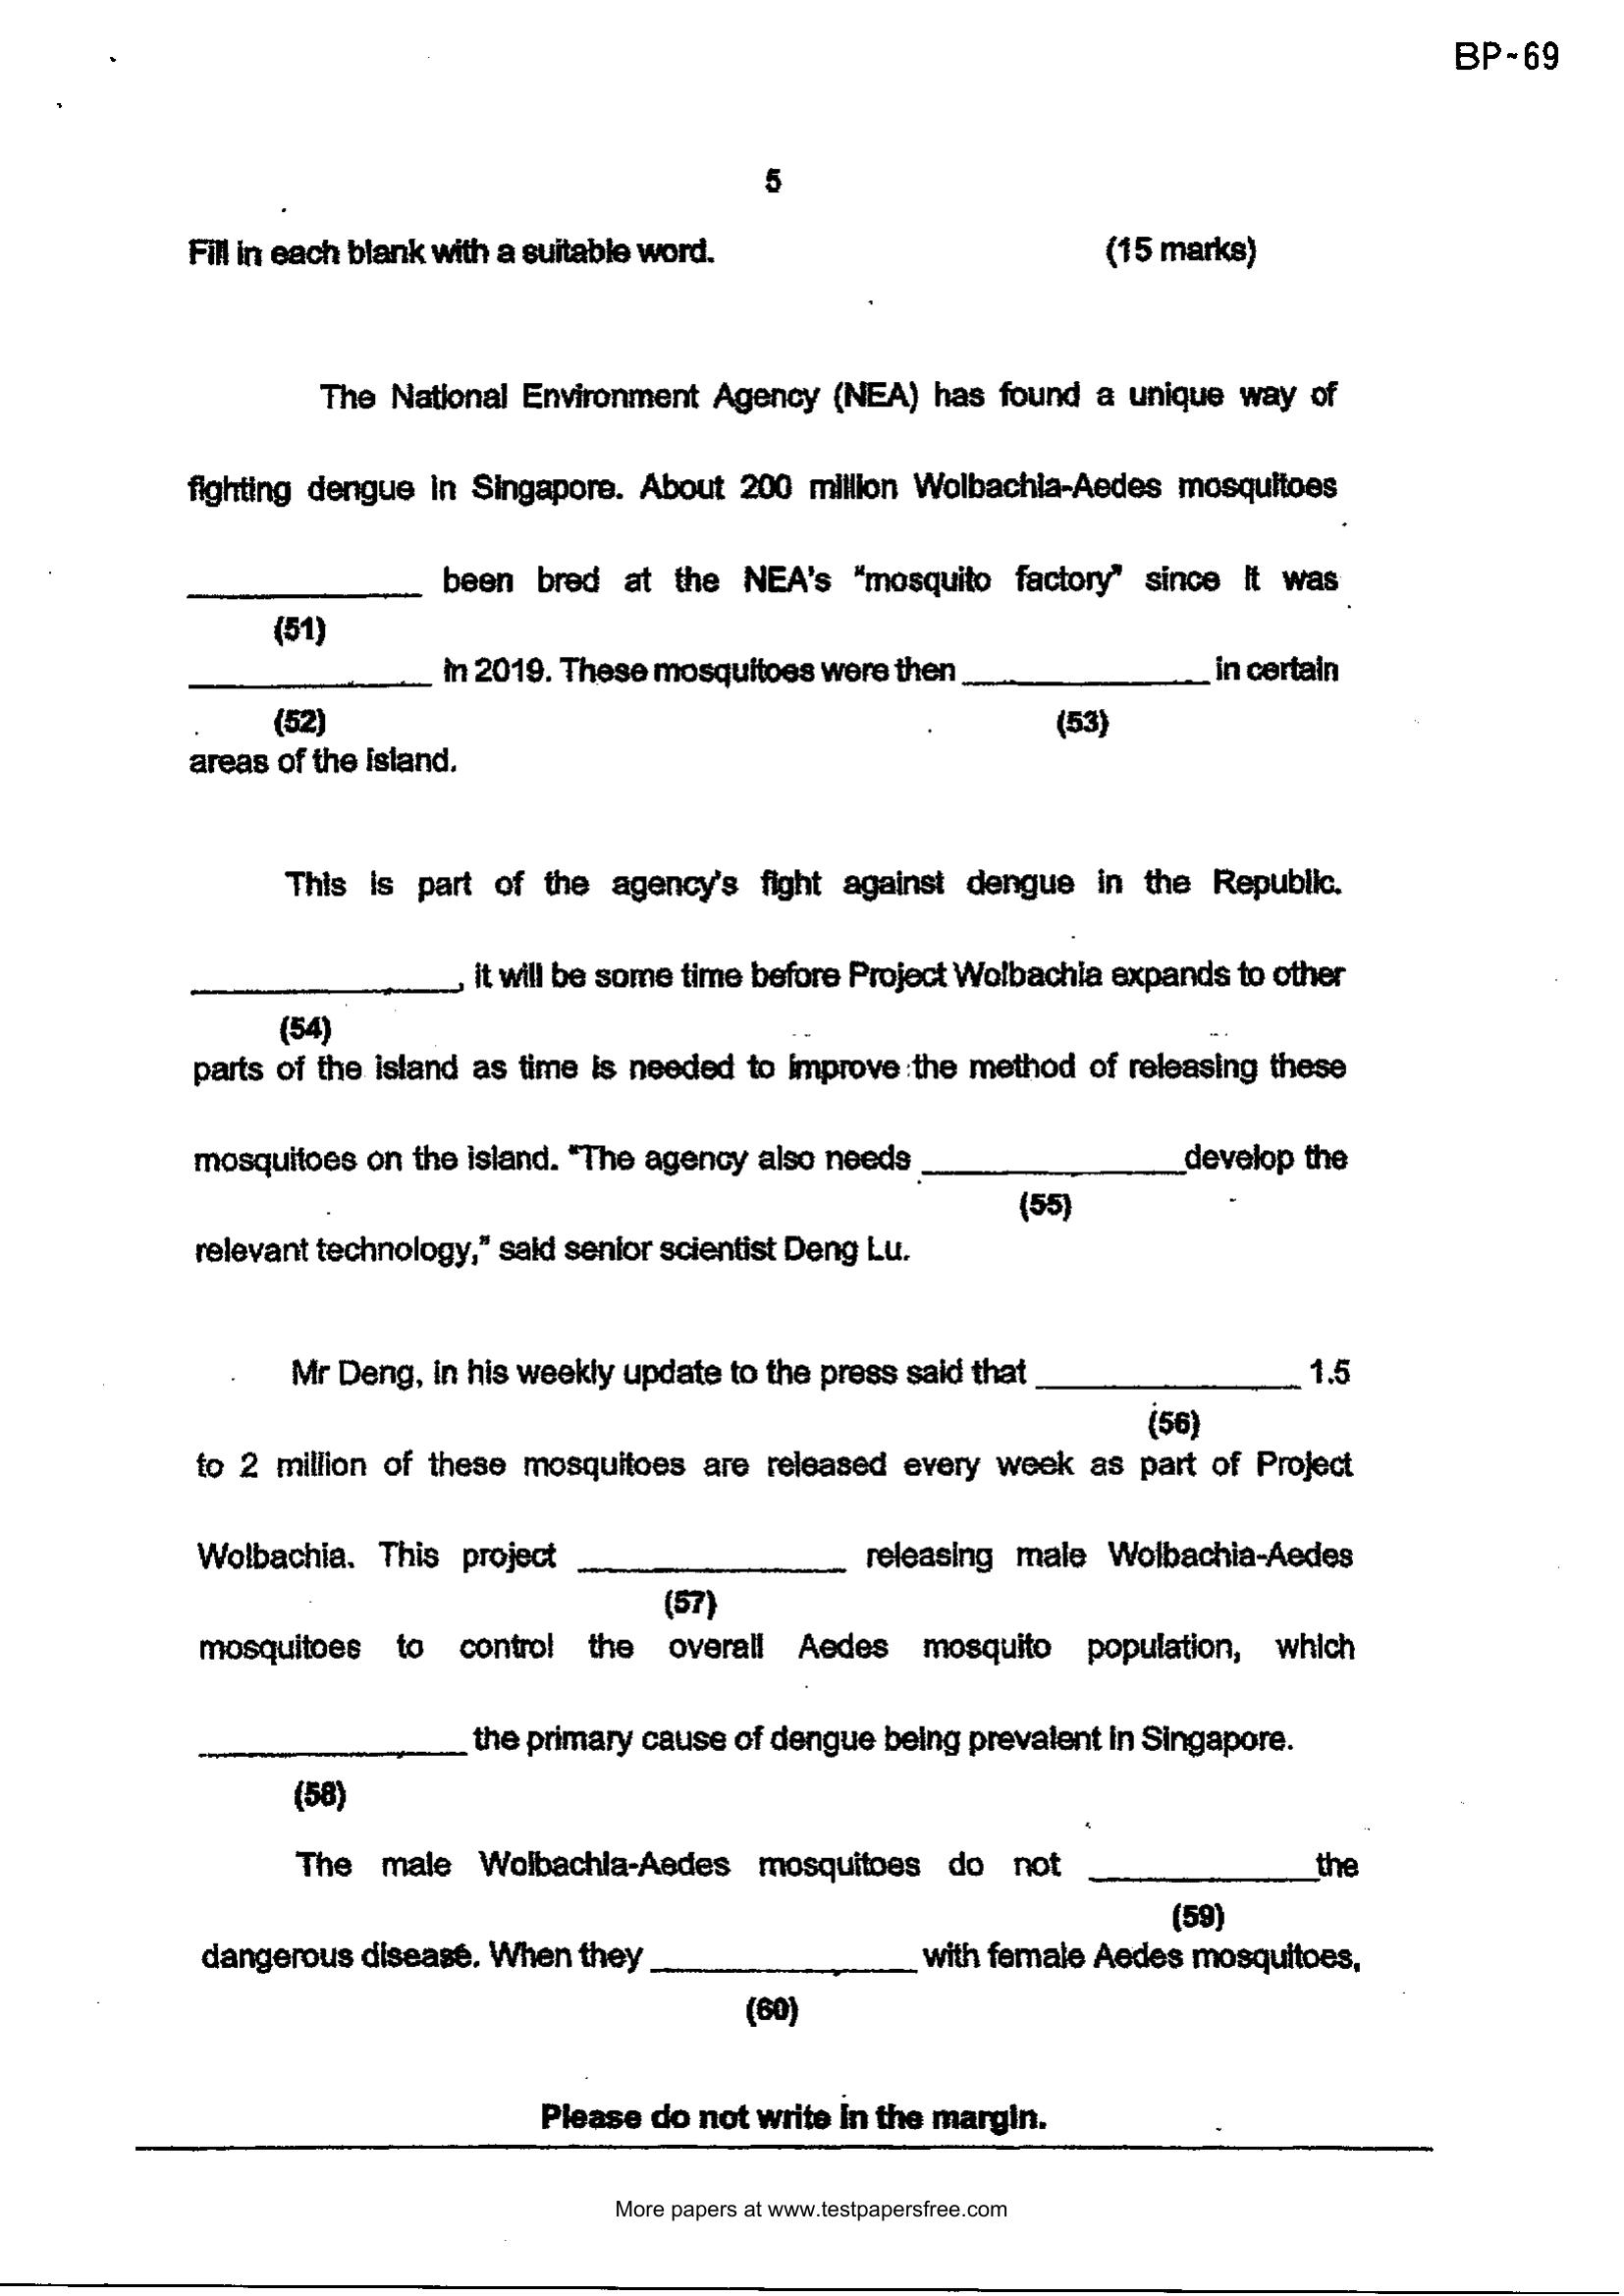 BP-69
5
Fill in each blank with a suitable word. (15 marks)
The National Environment Agency (NEA) has found a unique way of
fighting dengue in Singapore. About 200 million Wolbachia-Aedes mosquitoes
____________ been bred at the NEA's "mosquito factory" since it was
(51)
____________ in 2019. These mosquitoes were then ____________ in certain
(52) (53)
areas of the island.
This is part of the agency's fight against dengue in the Republic.
____________, it will be some time before Project Wolbachia expands to other
(54)
parts of the island as time is needed to improve the method of releasing these
mosquitoes on the island. "The agency also needs ____________ develop the
(55)
relevant technology," said senior scientist Deng Lu.
Mr Deng, in his weekly update to the press said that ____________ 1.5
(56)
to 2 million of these mosquitoes are released every week as part of Project
Wolbachia. This project ____________ releasing male Wolbachia-Aedes
(57)
mosquitoes to control the overall Aedes mosquito population, which
____________ the primary cause of dengue being prevalent in Singapore.
(58)
The male Wolbachia-Aedes mosquitoes do not ____________ the
(59)
dangerous disease. When they ____________ with female Aedes mosquitoes,
(60)
Please do not write in the margin.
More papers at www.testpapersfree.com